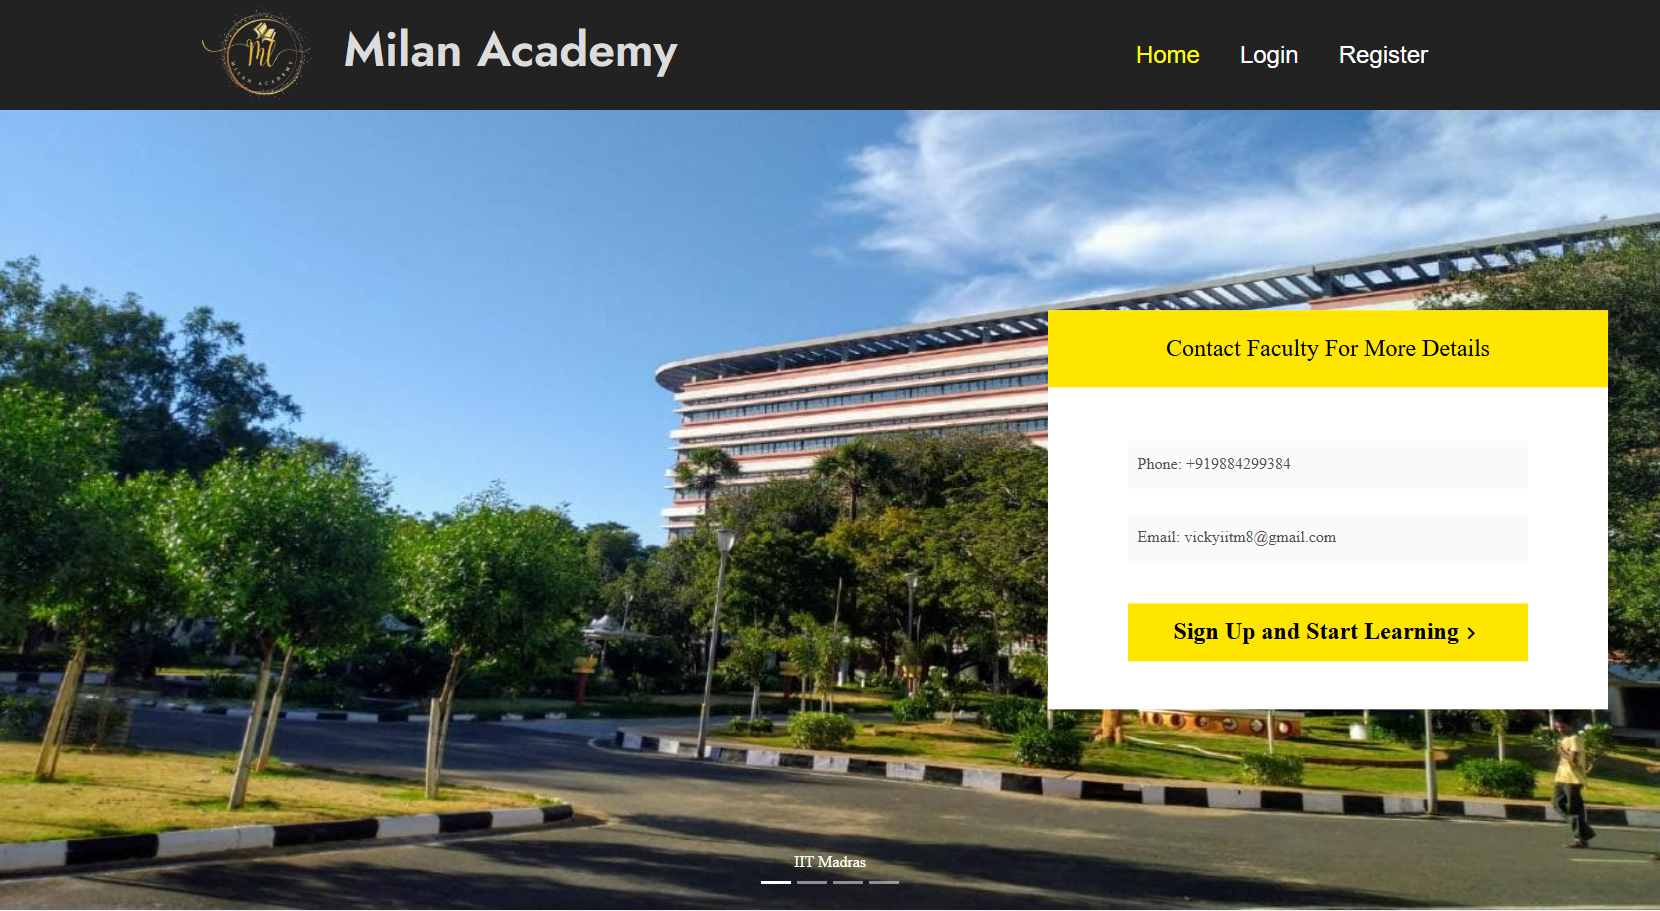 Ml
MILAN ACADEMY
Milan Academy
Home
Login
Register
Contact Faculty For More Details
Phone: +919884299384
Email: vickyiitm8@gmail.com
Sign Up and Start Learning ›
IIT Madras